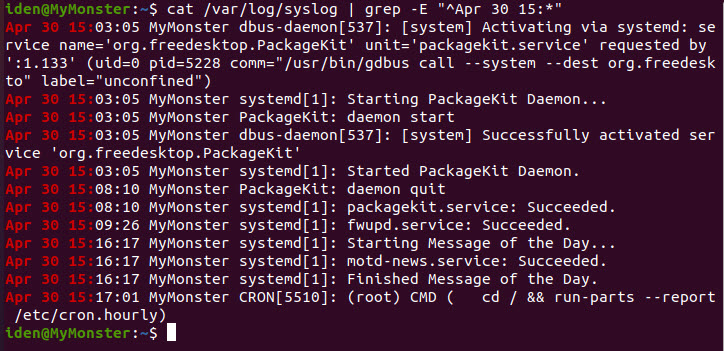 iden@MyMonster:~$ cat /var/log/syslog | grep -E "^Apr 30 15:*"
Apr 30 15:03:05 MyMonster dbus-daemon[537]: [system] Activating via systemd: se
rvice name='org.freedesktop.PackageKit' unit='packagekit.service' requested by
':1.133' (uid=0 pid=5228 comm="/usr/bin/gdbus call --system --dest org.freedesk
to" label="unconfined")
Apr 30 15:03:05 MyMonster systemd[1]: Starting PackageKit Daemon...
Apr 30 15:03:05 MyMonster PackageKit: daemon start
Apr 30 15:03:05 MyMonster dbus-daemon[537]: [system] Successfully activated ser
vice 'org.freedesktop.PackageKit'
Apr 30 15:03:05 MyMonster systemd[1]: Started PackageKit Daemon.
Apr 30 15:08:10 MyMonster PackageKit: daemon quit
Apr 30 15:08:10 MyMonster systemd[1]: packagekit.service: Succeeded.
Apr 30 15:09:26 MyMonster systemd[1]: fwupd.service: Succeeded.
Apr 30 15:16:17 MyMonster systemd[1]: Starting Message of the Day...
Apr 30 15:16:17 MyMonster systemd[1]: motd-news.service: Succeeded.
Apr 30 15:16:17 MyMonster systemd[1]: Finished Message of the Day.
Apr 30 15:17:01 MyMonster CRON[5510]: (root) CMD (   cd / && run-parts --report
 /etc/cron.hourly)
iden@MyMonster:~$